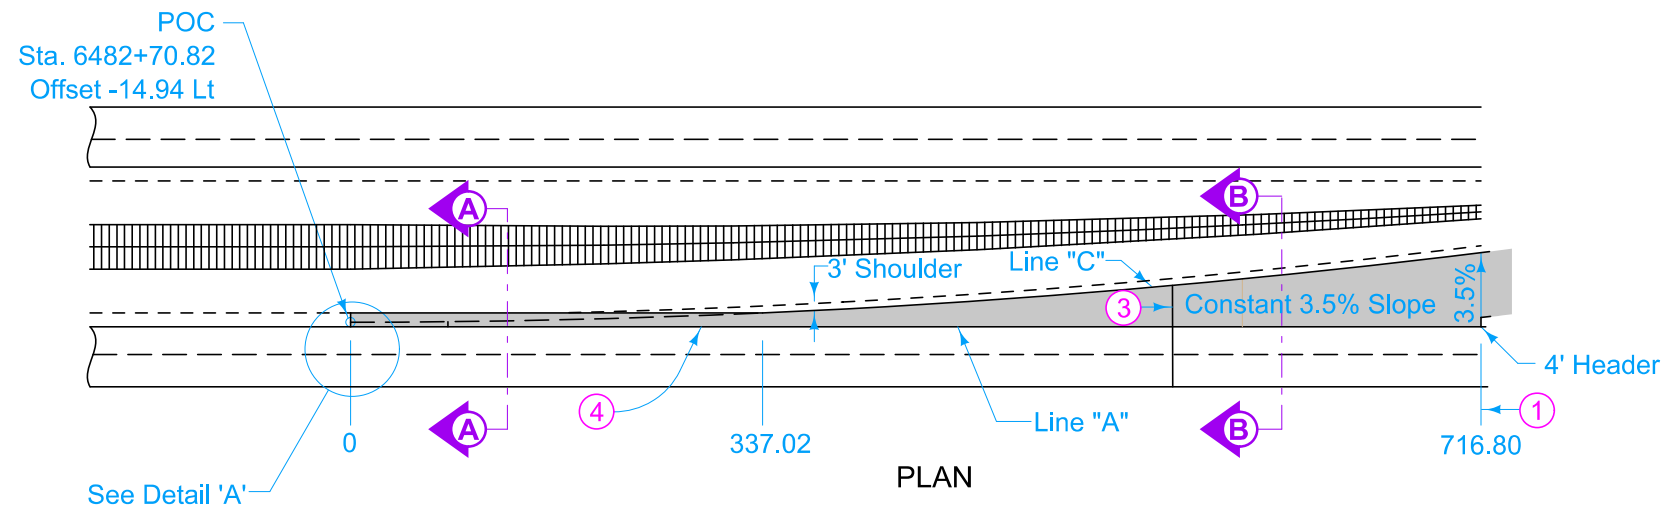 POC
Sta. 6482+70.82
Offset -14.94 Lt
A
B
3' Shoulder
Line "C"
3
Constant 3.5% Slope
3.5%
4' Header
4
A
Line "A"
B
1
0
337.02
716.80
See Detail 'A'
PLAN